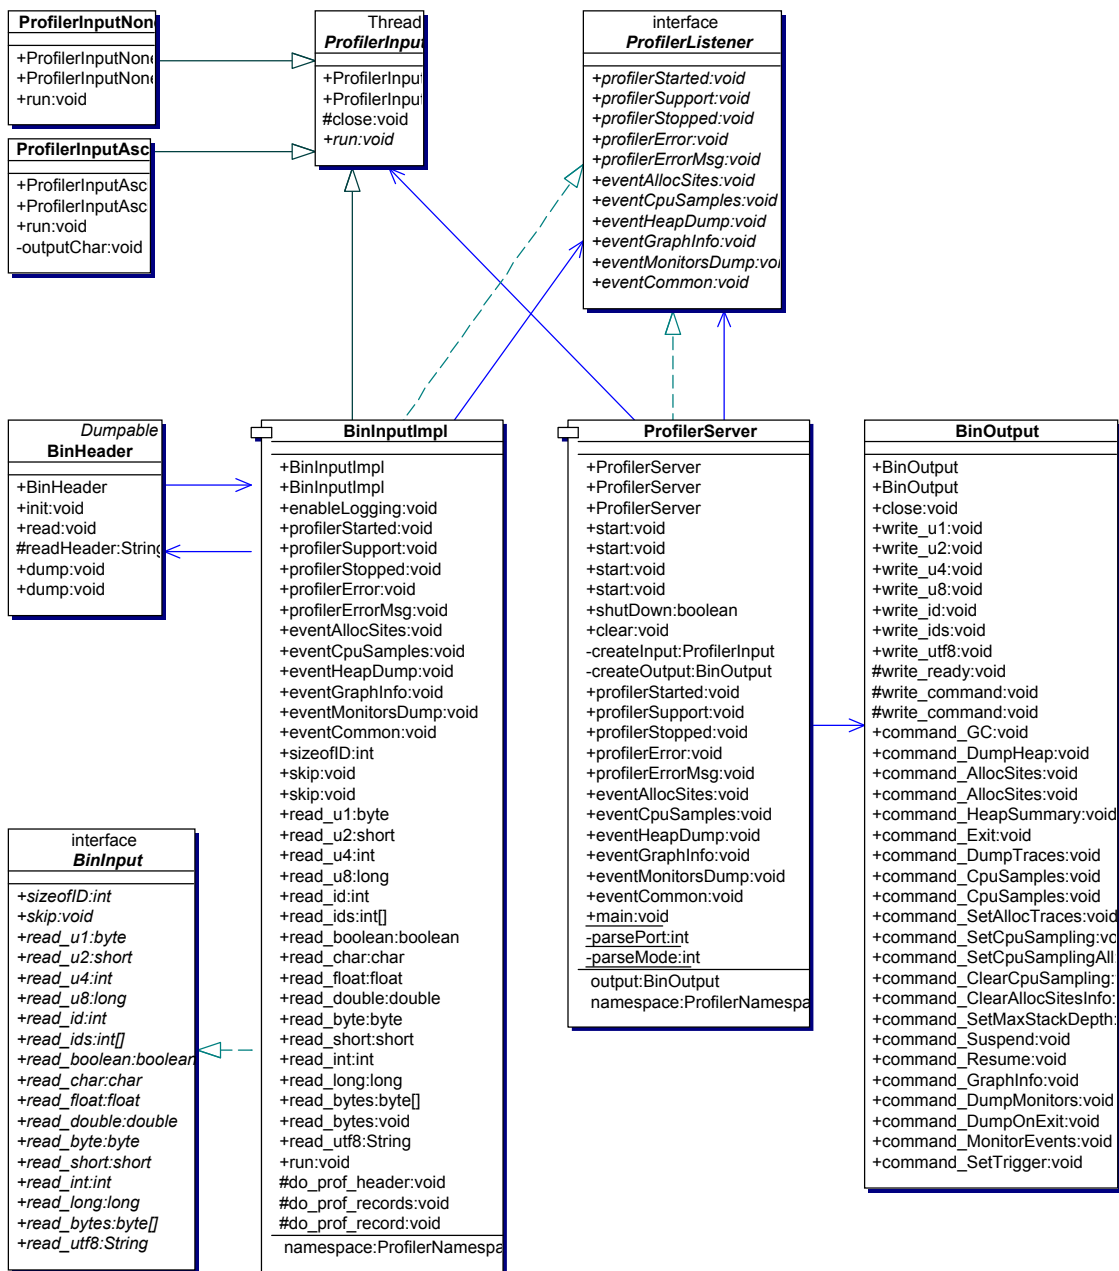 ProfilerInputNone
+ProfilerInputNone
+ProfilerInputNone
+run:void
Thread
ProfilerInput
+ProfilerInput
+ProfilerInput
#close:void
+run:void
interface
ProfilerListener
+profilerStarted:void
+profilerSupport:void
+profilerStopped:void
+profilerError:void
+profilerErrorMsg:void
+eventAllocSites:void
+eventCpuSamples:void
+eventHeapDump:void
+eventGraphInfo:void
+eventMonitorsDump:voi
+eventCommon:void
ProfilerInputAsc
+ProfilerInputAsc
+ProfilerInputAsc
+run:void
-outputChar:void
Dumpable
BinHeader
+BinHeader
+init:void
+read:void
#readHeader:String
+dump:void
+dump:void
BinInputImpl
+BinInputImpl
+BinInputImpl
+enableLogging:void
+profilerStarted:void
+profilerSupport:void
+profilerStopped:void
+profilerError:void
+profilerErrorMsg:void
+eventAllocSites:void
+eventCpuSamples:void
+eventHeapDump:void
+eventGraphInfo:void
+eventMonitorsDump:void
+eventCommon:void
+sizeofID:int
+skip:void
+skip:void
+read_u1:byte
+read_u2:short
+read_u4:int
+read_u8:long
+read_id:int
+read_ids:int[]
+read_boolean:boolean
+read_char:char
+read_float:float
+read_double:double
+read_byte:byte
+read_short:short
+read_int:int
+read_long:long
+read_bytes:byte[]
+read_bytes:void
+read_utf8:String
+run:void
#do_prof_header:void
#do_prof_records:void
#do_prof_record:void
namespace:ProfilerNamespa
ProfilerServer
+ProfilerServer
+ProfilerServer
+ProfilerServer
+start:void
+start:void
+start:void
+start:void
+shutDown:boolean
+clear:void
-createInput:ProfilerInput
-createOutput:BinOutput
+profilerStarted:void
+profilerSupport:void
+profilerStopped:void
+profilerError:void
+profilerErrorMsg:void
+eventAllocSites:void
+eventCpuSamples:void
+eventHeapDump:void
+eventGraphInfo:void
+eventMonitorsDump:void
+eventCommon:void
+main:void
-parsePort:int
-parseMode:int
output:BinOutput
namespace:ProfilerNamespa
BinOutput
+BinOutput
+BinOutput
+close:void
+write_u1:void
+write_u2:void
+write_u4:void
+write_u8:void
+write_id:void
+write_ids:void
+write_utf8:void
#write_ready:void
#write_command:void
#write_command:void
+command_GC:void
+command_DumpHeap:void
+command_AllocSites:void
+command_AllocSites:void
+command_HeapSummary:void
+command_Exit:void
+command_DumpTraces:void
+command_CpuSamples:void
+command_CpuSamples:void
+command_SetAllocTraces:void
+command_SetCpuSampling:vo
+command_SetCpuSamplingAll:
+command_ClearCpuSampling:
+command_ClearAllocSitesInfo:
+command_SetMaxStackDepth:
+command_Suspend:void
+command_Resume:void
+command_GraphInfo:void
+command_DumpMonitors:void
+command_DumpOnExit:void
+command_MonitorEvents:void
+command_SetTrigger:void
interface
BinInput
+sizeofID:int
+skip:void
+read_u1:byte
+read_u2:short
+read_u4:int
+read_u8:long
+read_id:int
+read_ids:int[]
+read_boolean:boolean
+read_char:char
+read_float:float
+read_double:double
+read_byte:byte
+read_short:short
+read_int:int
+read_long:long
+read_bytes:byte[]
+read_utf8:String